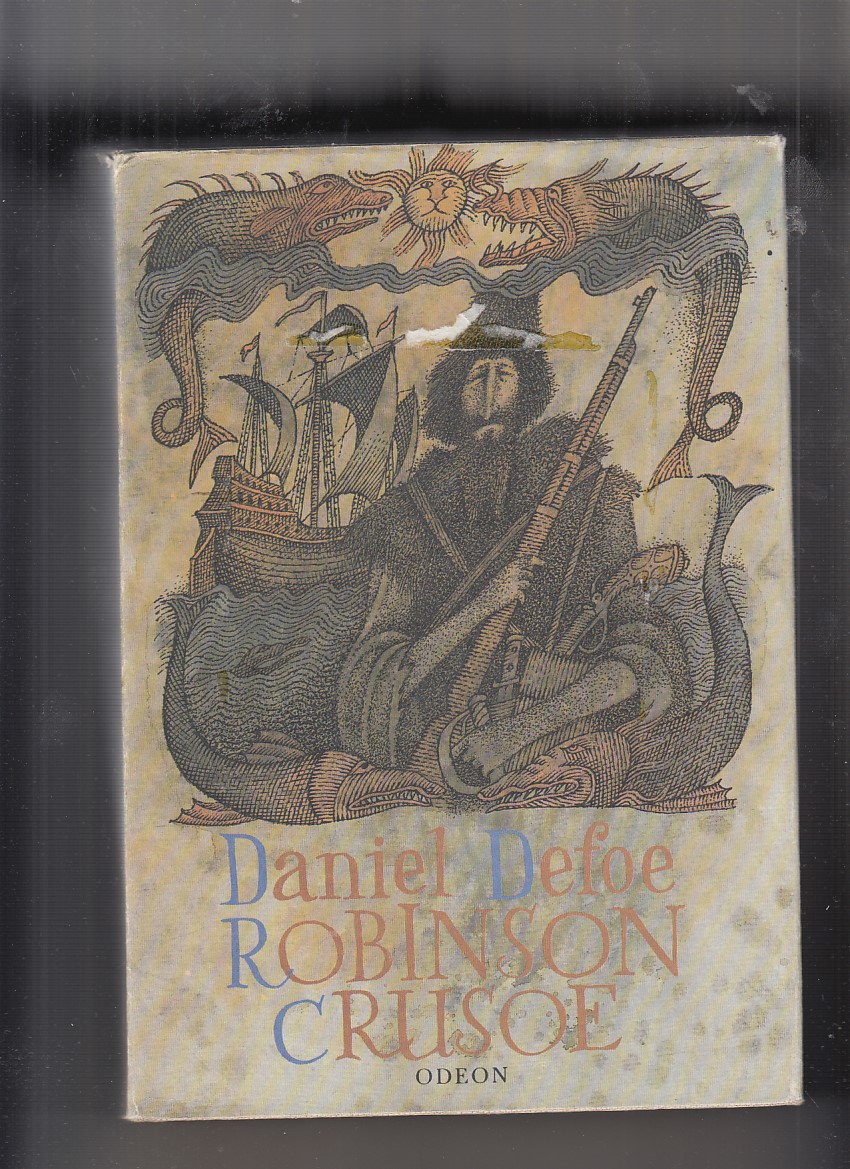 Daniel Defoe
ROBINSON
CRUSOE
ODEON